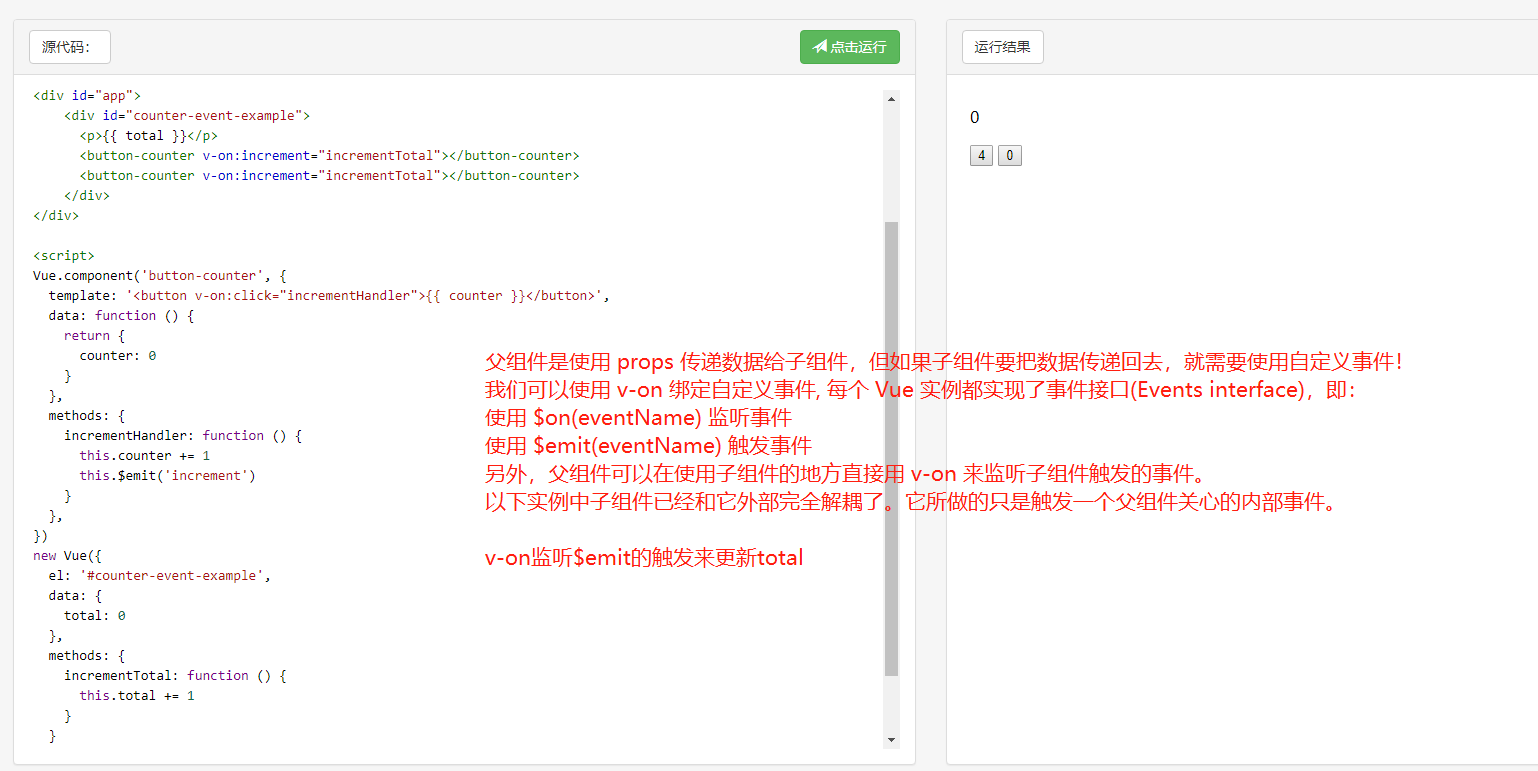 源代码：
点击运行
<div id="app">
<div id="counter-event-example">
<p>{{ total }}</p>
<button-counter v-on:increment="incrementTotal"></button-counter>
<button-counter v-on:increment="incrementTotal"></button-counter>
</div>
</div>
<script>
Vue.component('button-counter', {
template: '<button v-on:click="incrementHandler">{{ counter }}</button>',
data: function () {
return {
counter: 0
}
},
methods: {
incrementHandler: function () {
this.counter += 1
this.$emit('increment')
}
},
})
new Vue({
el: '#counter-event-example',
data: {
total: 0
},
methods: {
incrementTotal: function () {
this.total += 1
}
}
父组件是使用 props 传递数据给子组件，但如果子组件要把数据传递回去，就需要使用自定义事件！
我们可以使用 v-on 绑定自定义事件, 每个 Vue 实例都实现了事件接口(Events interface)，即：
使用 $on(eventName) 监听事件
使用 $emit(eventName) 触发事件
另外，父组件可以在使用子组件的地方直接用 v-on 来监听子组件触发的事件。
以下实例中子组件已经和它外部完全解耦了。它所做的只是触发一个父组件关心的内部事件。
v-on监听$emit的触发来更新total
运行结果
0
4 0